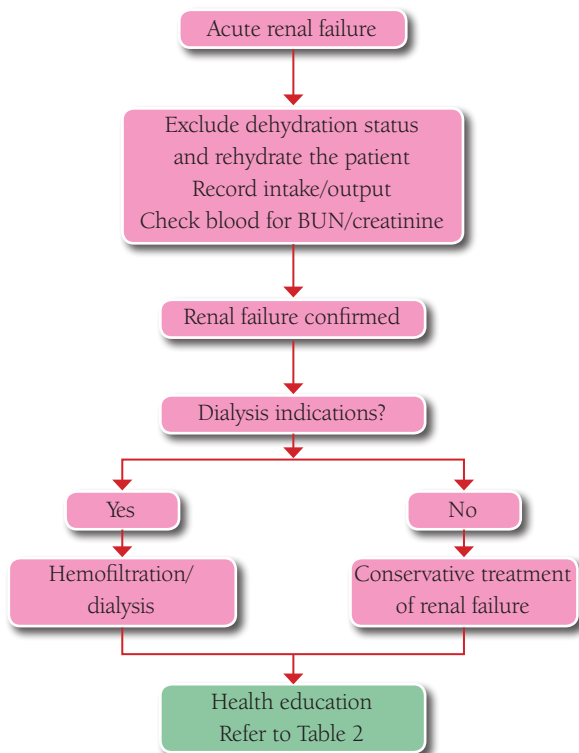 Acute renal failure
Exclude dehydration status
and rehydrate the patient
Record intake/output
Check blood for BUN/creatinine
Renal failure confirmed
Dialysis indications?
Yes
No
Hemofiltration/
dialysis
Conservative treatment
of renal failure
Health education
Refer to Table 2